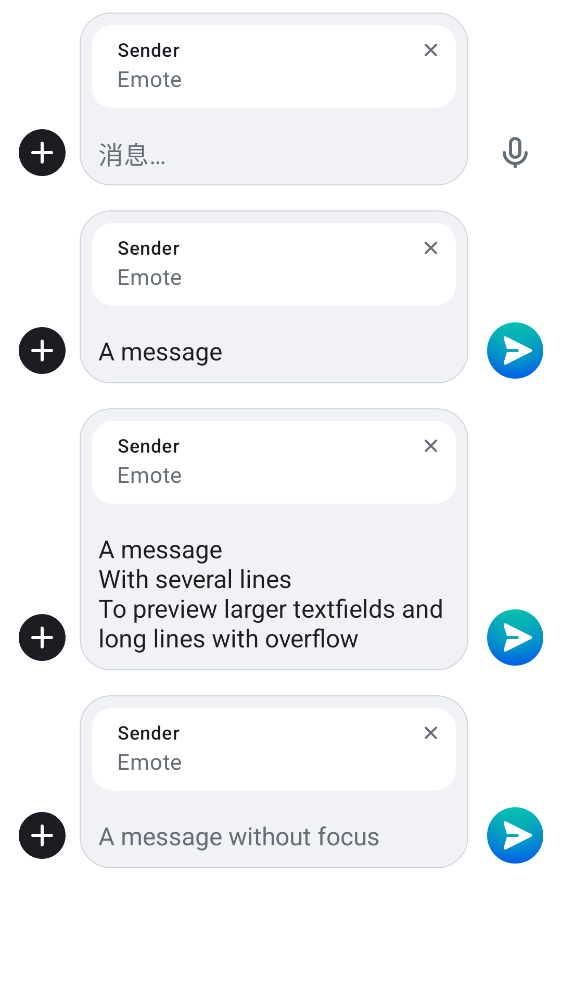 Sender
Emote
消息…
Sender
Emote
A message
Sender
Emote
A message
With several lines
To preview larger textfields and
long lines with overflow
Sender
Emote
A message without focus